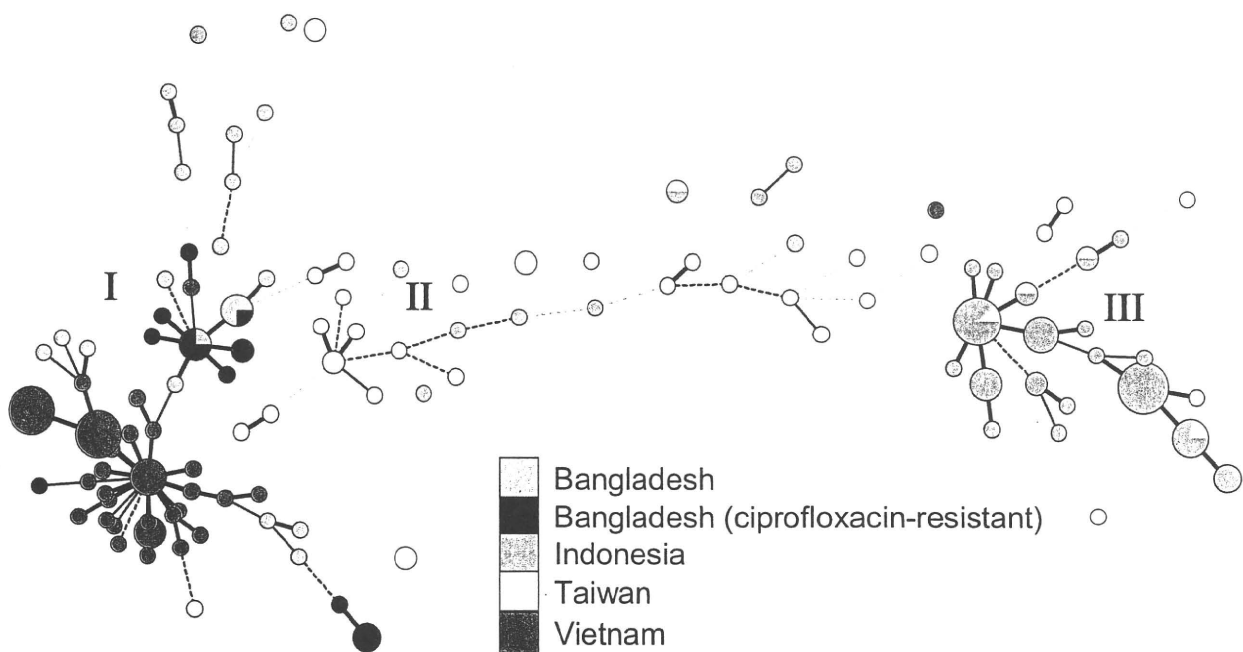 I
II
III
Bangladesh
Bangladesh (ciprofloxacin-resistant)
Indonesia
Taiwan
Vietnam